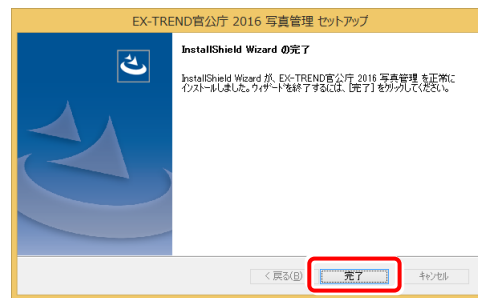 EX-TREND官公庁 2016 写真管理 セットアップ
InstallShield Wizard の完了
InstallShield Wizard が、EX-TREND官公庁 2016 写真管理 を正常に
インストールしました。ウィザードを終了するには、[完了] をクリックしてください。
< 戻る(B)
完了
キャンセル